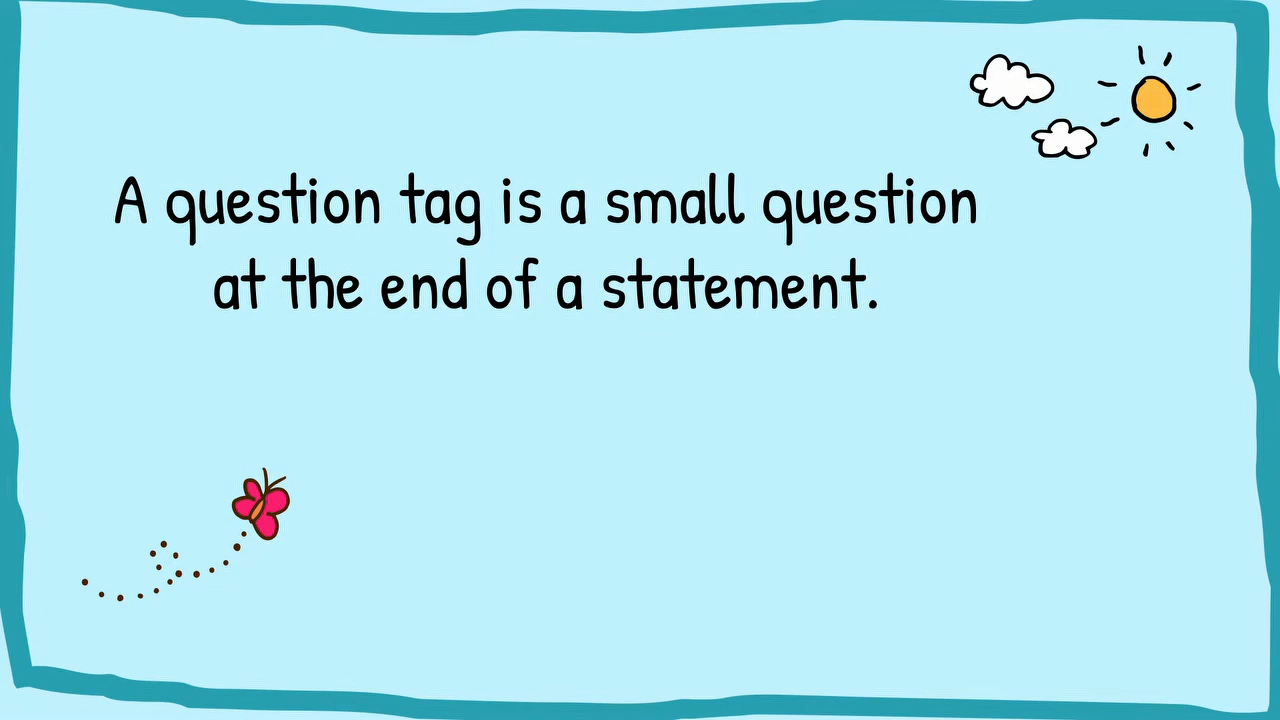 A question tag is a small question
at the end of a statement.